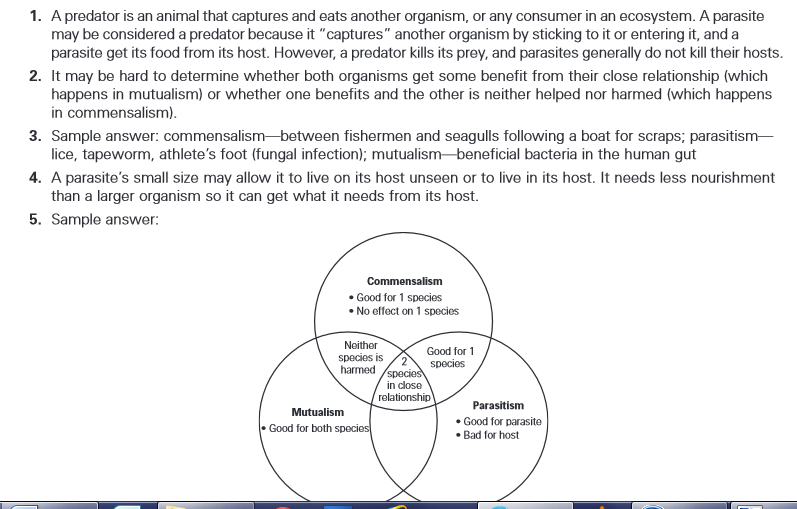 1. A predator is an animal that captures and eats another organism, or any consumer in an ecosystem. A parasite
may be considered a predator because it “captures” another organism by sticking to it or entering it, and a
parasite get its food from its host. However, a predator kills its prey, and parasites generally do not kill their hosts.
2. It may be hard to determine whether both organisms get some benefit from their close relationship (which
happens in mutualism) or whether one benefits and the other is neither helped nor harmed (which happens
in commensalism).
3. Sample answer: commensalism—between fishermen and seagulls following a boat for scraps; parasitism—
lice, tapeworm, athlete’s foot (fungal infection); mutualism—beneficial bacteria in the human gut
4. A parasite’s small size may allow it to live on its host unseen or to live in its host. It needs less nourishment
than a larger organism so it can get what it needs from its host.
5. Sample answer:
Commensalism
• Good for 1 species
• No effect on 1 species
Neither
species is
harmed
Good for 1
species
2
species
in close
relationship
Mutualism
• Good for both species
Parasitism
• Good for parasite
• Bad for host